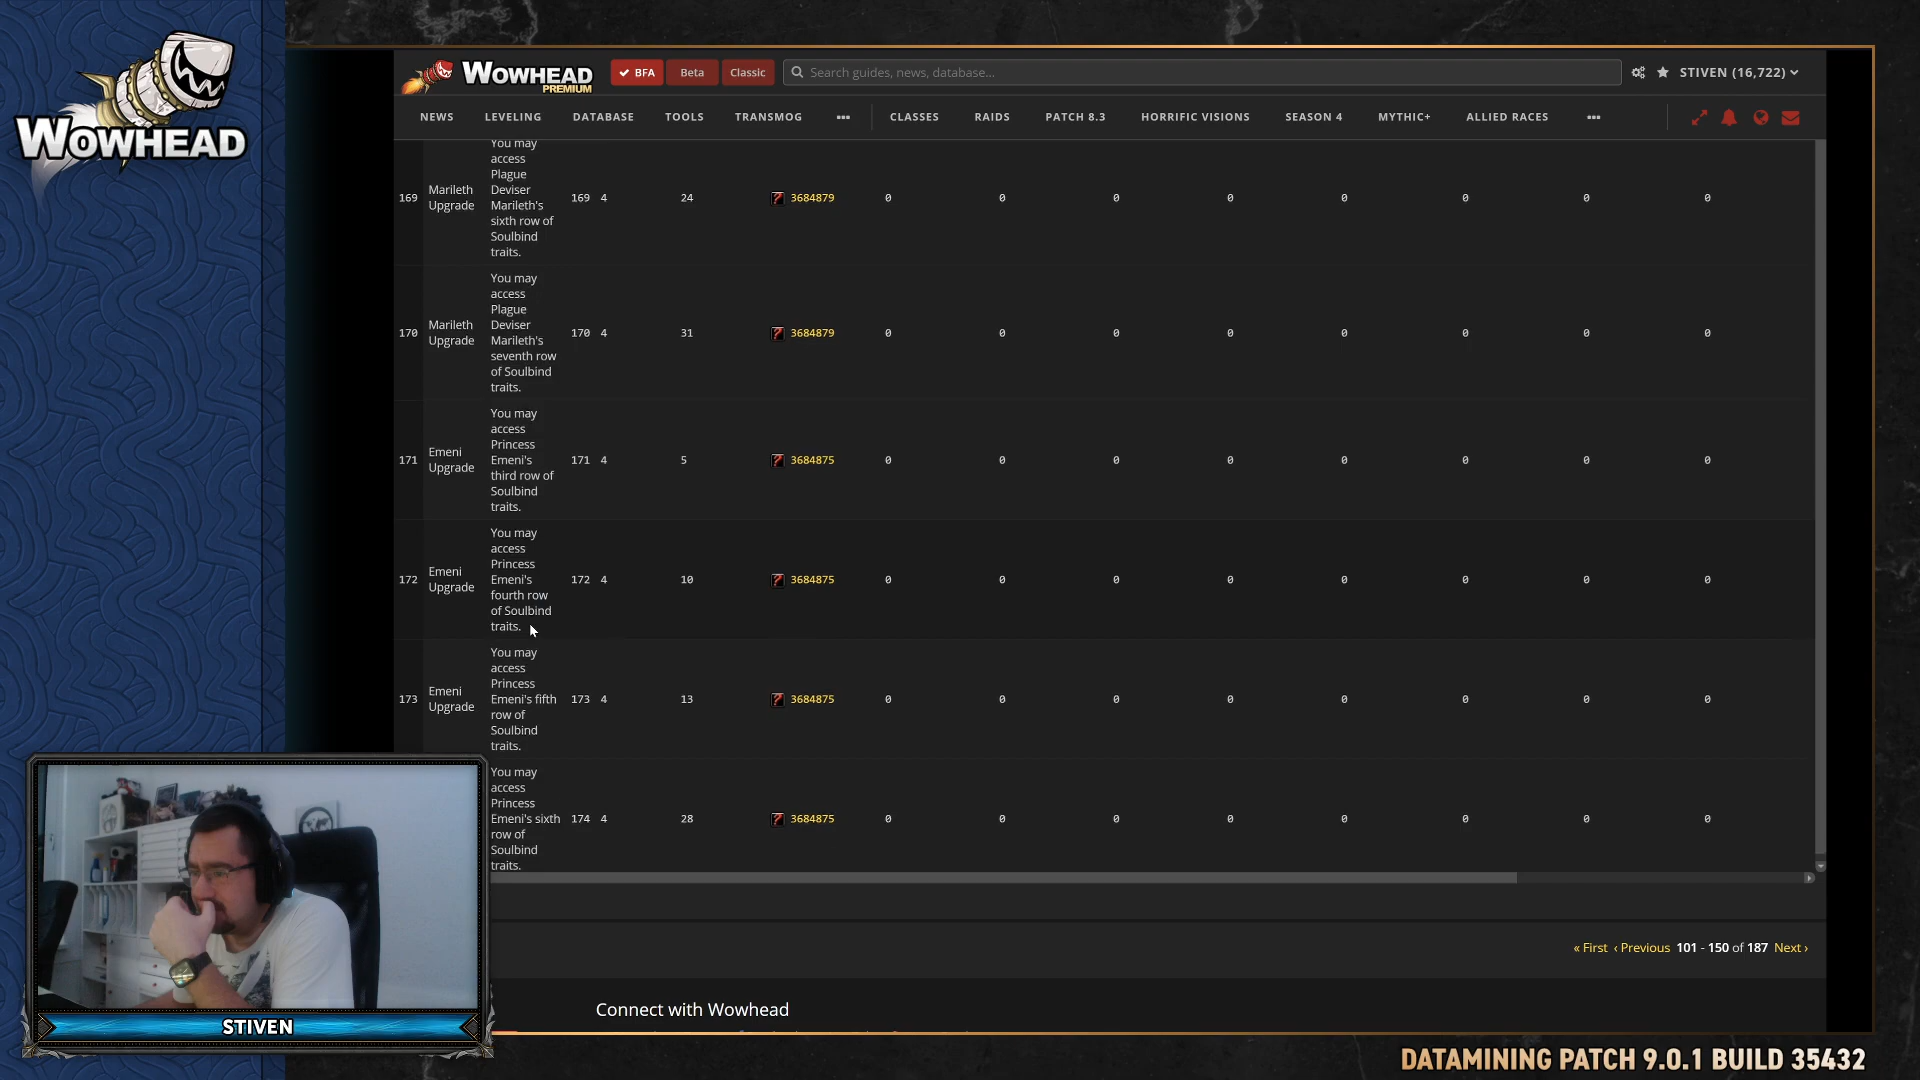 WOWHEAD
WOWHEAD PREMIUM
BFA
Beta
Classic
Search guides, news, database...
STIVEN (16,722)
NEWS
LEVELING
DATABASE
TOOLS
TRANSMOG
CLASSES
RAIDS
PATCH 8.3
HORRIFIC VISIONS
SEASON 4
MYTHIC+
ALLIED RACES
169
Marileth
Upgrade
You may
access
Plague
Deviser
Marileth's
sixth row of
Soulbind
traits.
169 4 24 3684879 0 0 0 0 0 0 0 0
170
Marileth
Upgrade
You may
access
Plague
Deviser
Marileth's
seventh row
of Soulbind
traits.
170 4 31 3684879 0 0 0 0 0 0 0 0
171
Emeni
Upgrade
You may
access
Princess
Emeni's
third row of
Soulbind
traits.
171 4 5 3684875 0 0 0 0 0 0 0 0
172
Emeni
Upgrade
You may
access
Princess
Emeni's
fourth row
of Soulbind
traits.
172 4 10 3684875 0 0 0 0 0 0 0 0
173
Emeni
Upgrade
You may
access
Princess
Emeni's fifth
row of
Soulbind
traits.
173 4 13 3684875 0 0 0 0 0 0 0 0
You may
access
Princess
Emeni's sixth
row of
Soulbind
traits.
174 4 28 3684875 0 0 0 0 0 0 0 0
« First ‹ Previous 101 - 150 of 187 Next ›
Connect with Wowhead
STIVEN
DATAMINING PATCH 9.0.1 BUILD 35432